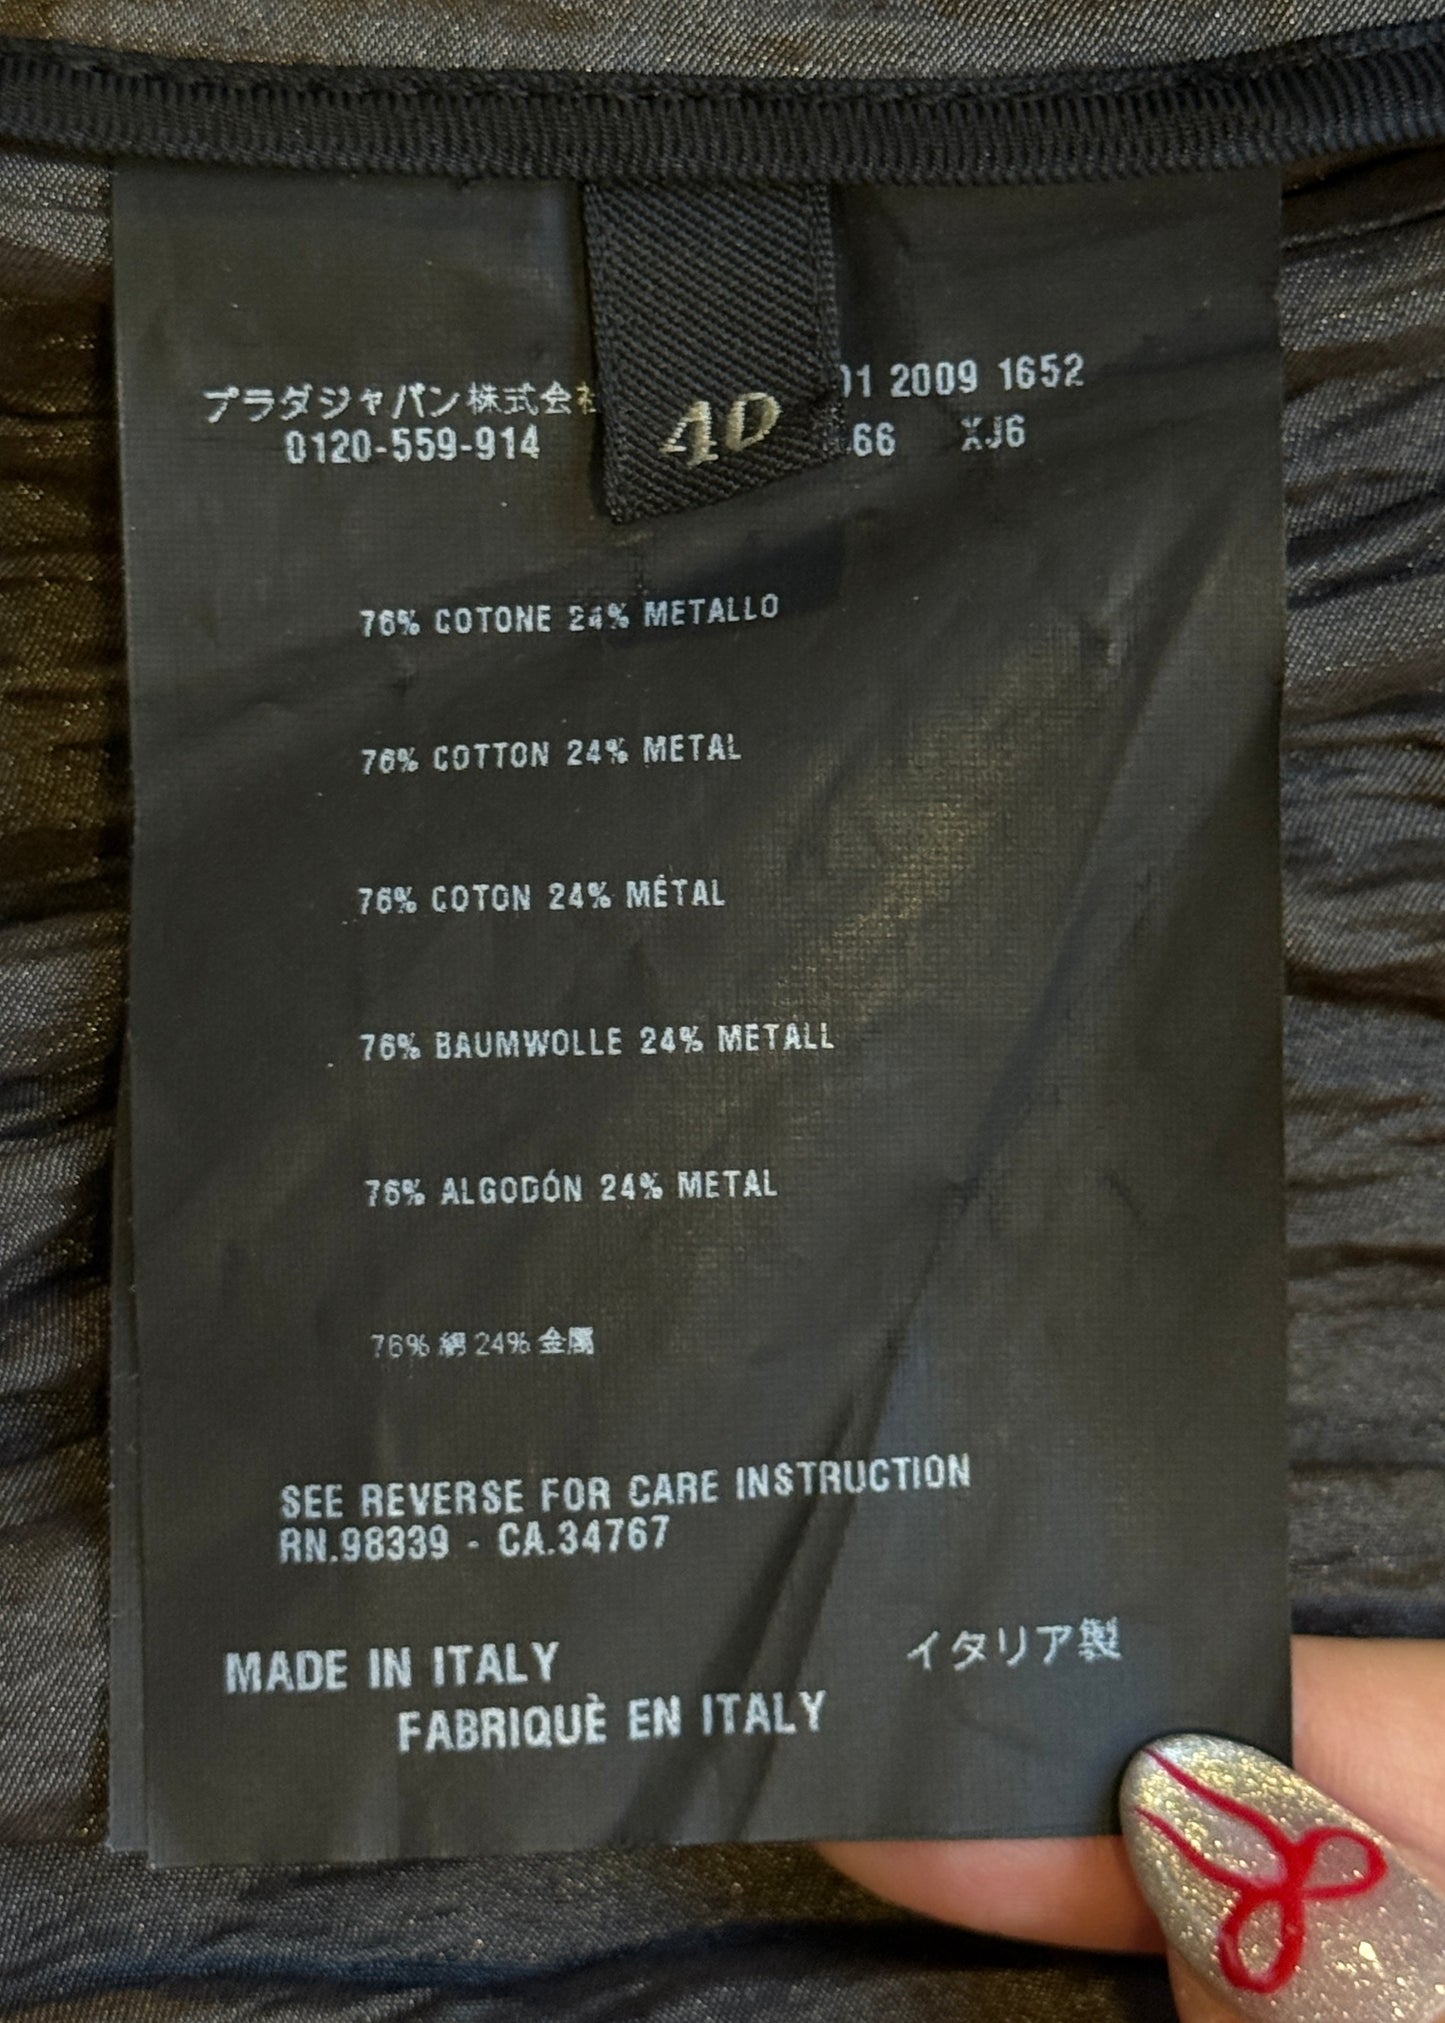 プラダジャパン株式会社
0120-559-914
40
01 2009 1652
66 XJ6
76% COTONE 24% METALLO
76% COTTON 24% METAL
76% COTON 24% MÉTAL
76% BAUMWOLLE 24% METALL
76% ALGODÓN 24% METAL
76% 綿 24% 金属
SEE REVERSE FOR CARE INSTRUCTION
RN.98339 - CA.34767
MADE IN ITALY
イタリア製
FABRIQUÈ EN ITALY